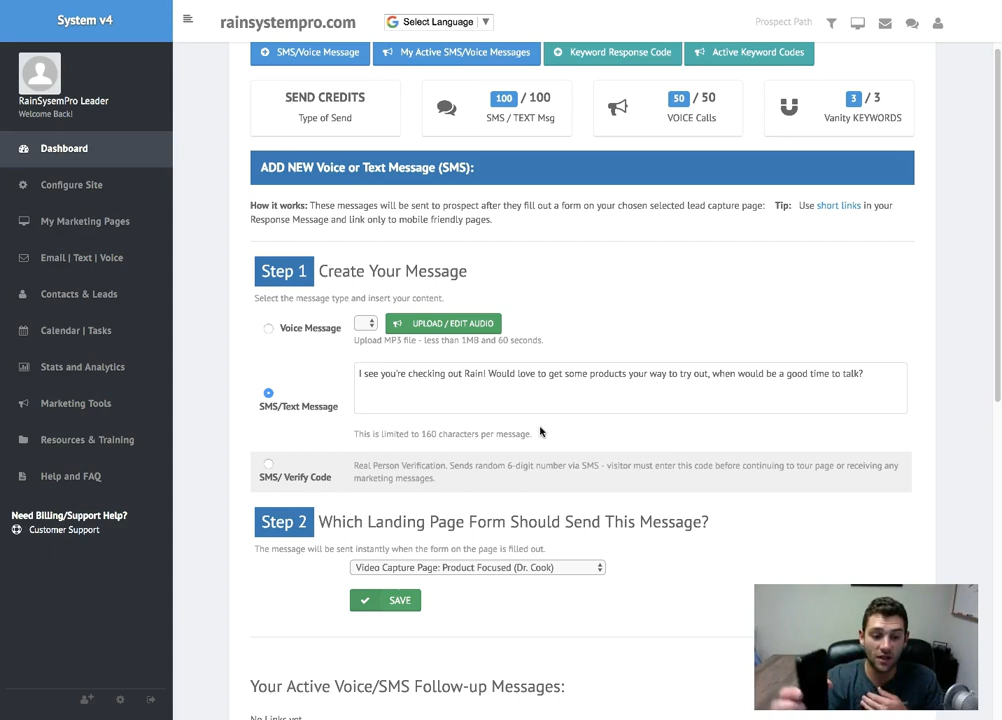 System v4
rainsystempro.com
Select Language ▼
Prospect Path
RainSysemPro Leader
Welcome Back!
Dashboard
Configure Site
My Marketing Pages
Email | Text | Voice
Contacts & Leads
Calendar | Tasks
Stats and Analytics
Marketing Tools
Resources & Training
Help and FAQ
Need Billing/Support Help?
Customer Support
SMS/Voice Message
My Active SMS/Voice Messages
Keyword Response Code
Active Keyword Codes
SEND CREDITS
Type of Send
100 / 100
SMS / TEXT Msg
50 / 50
VOICE Calls
3 / 3
Vanity KEYWORDS
ADD NEW Voice or Text Message (SMS):
How it works: These messages will be sent to prospect after they fill out a form on your chosen selected lead capture page: Tip: Use short links in your
Response Message and link only to mobile friendly pages.
Step 1 Create Your Message
Select the message type and insert your content.
Voice Message
UPLOAD / EDIT AUDIO
Upload MP3 file - less than 1MB and 60 seconds.
I see you're checking out Rain! Would love to get some products your way to try out, when would be a good time to talk?
SMS/Text Message
This is limited to 160 characters per message.
SMS/ Verify Code
Real Person Verification. Sends random 6-digit number via SMS - visitor must enter this code before continuing to tour page or receiving any
marketing messages.
Step 2 Which Landing Page Form Should Send This Message?
The message will be sent instantly when the form on the page is filled out.
Video Capture Page: Product Focused (Dr. Cook)
SAVE
Your Active Voice/SMS Follow-up Messages:
No Links yet